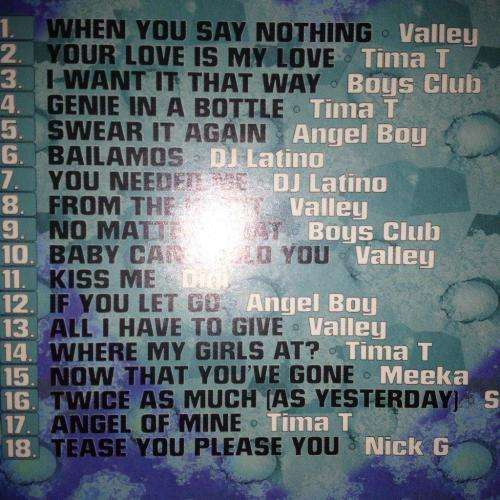 1. WHEN YOU SAY NOTHING · Valley
2. YOUR LOVE IS MY LOVE · Tima T
3. I WANT IT THAT WAY · Boys Club
4. GENIE IN A BOTTLE · Tima T
5. SWEAR IT AGAIN · Angel Boy
6. BAILAMOS · DJ Latino
7. YOU NEEDED ME · DJ Latino
8. FROM THE · Valley
9. NO MATTER · Boys Club
10. BABY YOU · Valley
11. KISS ME ·
12. IF YOU LET GO · Angel Boy
13. ALL I HAVE TO GIVE · Valley
14. WHERE MY GIRLS AT? · Tima T
15. NOW THAT YOU'VE GONE · Meeka
16. TWICE AS MUCH (AS YESTERDAY) · S
17. ANGEL OF MINE · Tima T
18. TEASE YOU PLEASE YOU · Nick G